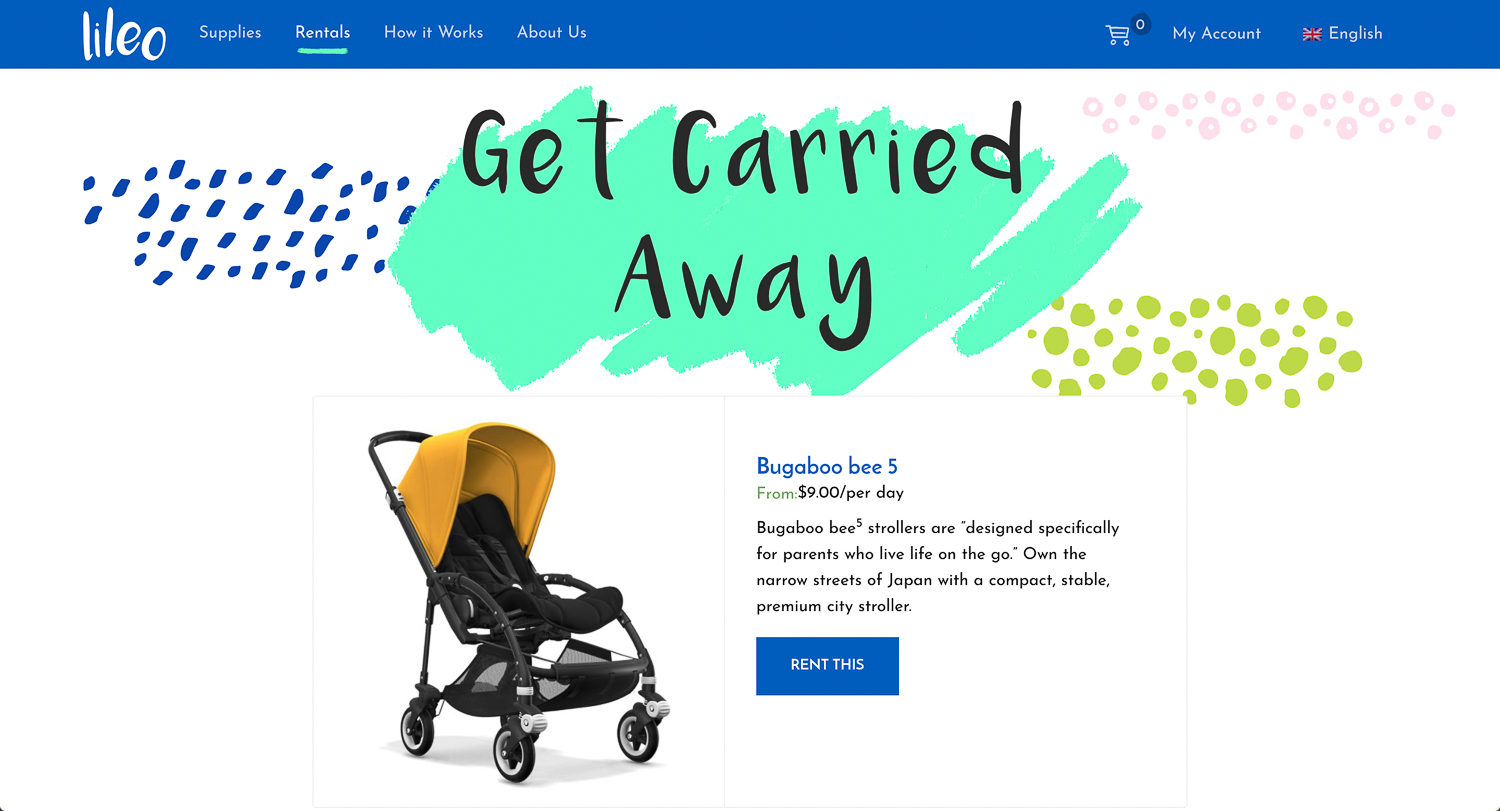 lileo
Supplies
Rentals
How it Works
About Us
0
My Account
English
Get Carried
Away
Bugaboo bee 5
From:$9.00/per day
Bugaboo bee⁵ strollers are “designed specifically
for parents who live life on the go.” Own the
narrow streets of Japan with a compact, stable,
premium city stroller.
RENT THIS